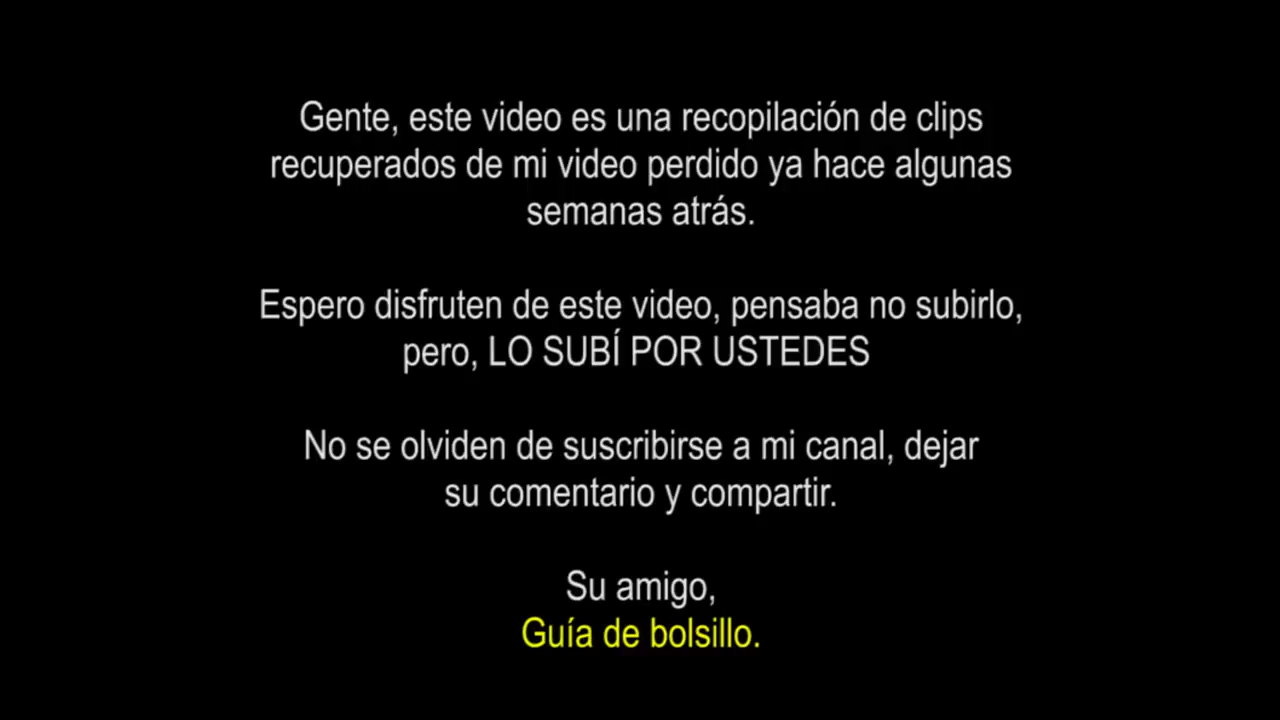 Gente, este video es una recopilación de clips
recuperados de mi video perdido ya hace algunas
semanas atrás.
Espero disfruten de este video, pensaba no subirlo,
pero, LO SUBÍ POR USTEDES
No se olviden de suscribirse a mi canal, dejar
su comentario y compartir.
Su amigo,
Guía de bolsillo.